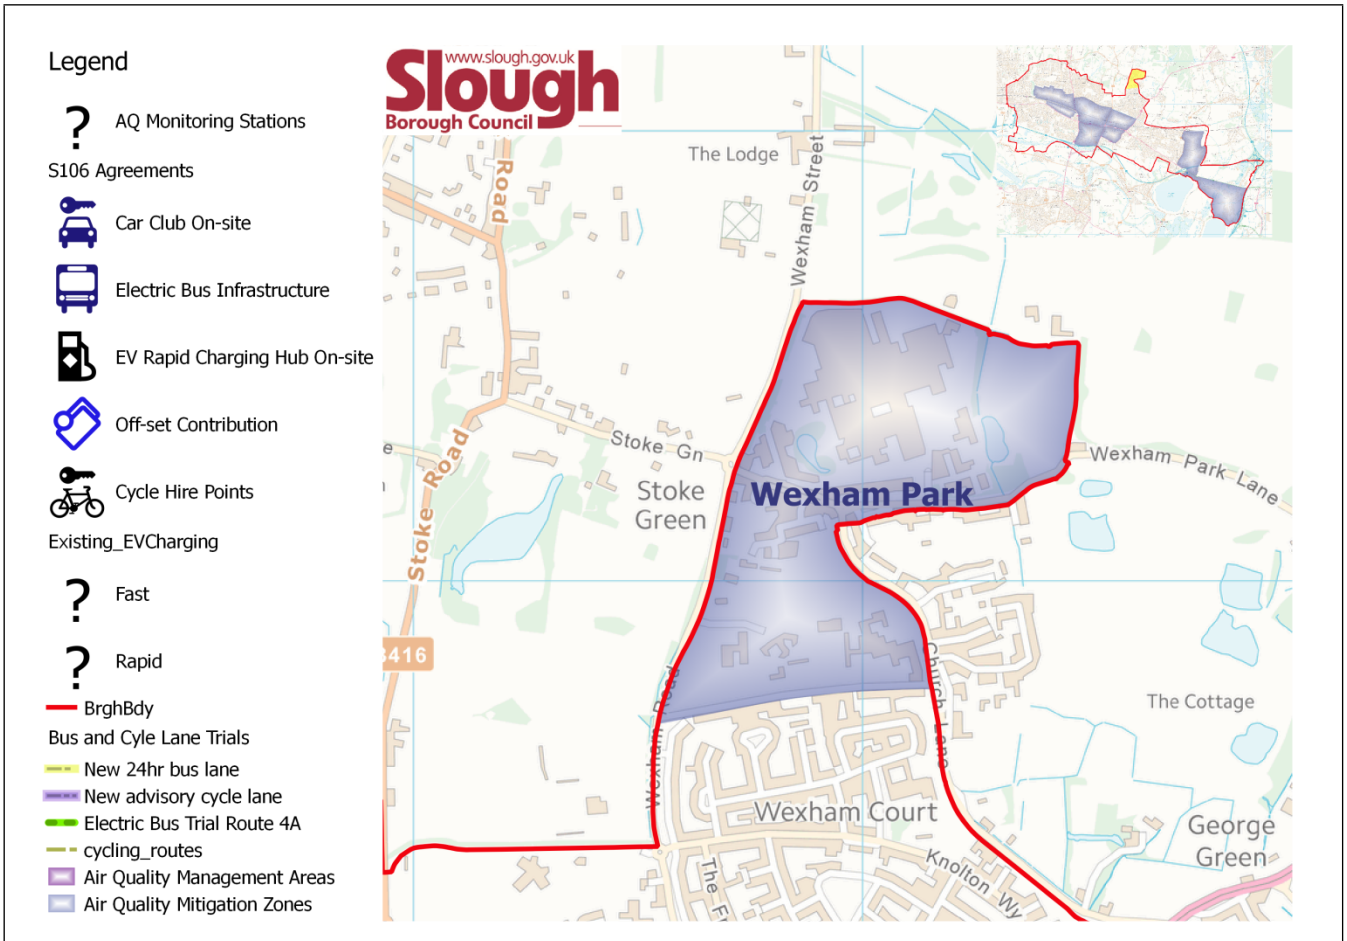 Legend
?
AQ Monitoring Stations
S106 Agreements
Car Club On-site
Electric Bus Infrastructure
EV Rapid Charging Hub On-site
Off-set Contribution
Cycle Hire Points
Existing_EVCharging
?
Fast
?
Rapid
BrghBdy
Bus and Cyle Lane Trials
New 24hr bus lane
New advisory cycle lane
Electric Bus Trial Route 4A
cycling_routes
Air Quality Management Areas
Air Quality Mitigation Zones
www.slough.gov.uk
Slough
Borough Council
The Lodge
Wexham Street
Road
Stoke Gn
Stoke Road
Stoke
Green
Wexham Park
Wexham Park Lane
416
Wexham Road
Church Lane
The Cottage
Wexham Court
George
Green
Knolton Wy
The F